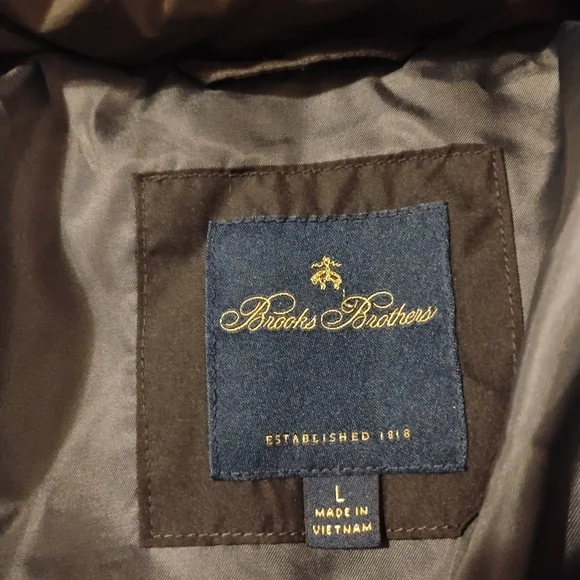 Brooks Brothers
ESTABLISHED 1818
L
MADE IN
VIETNAM